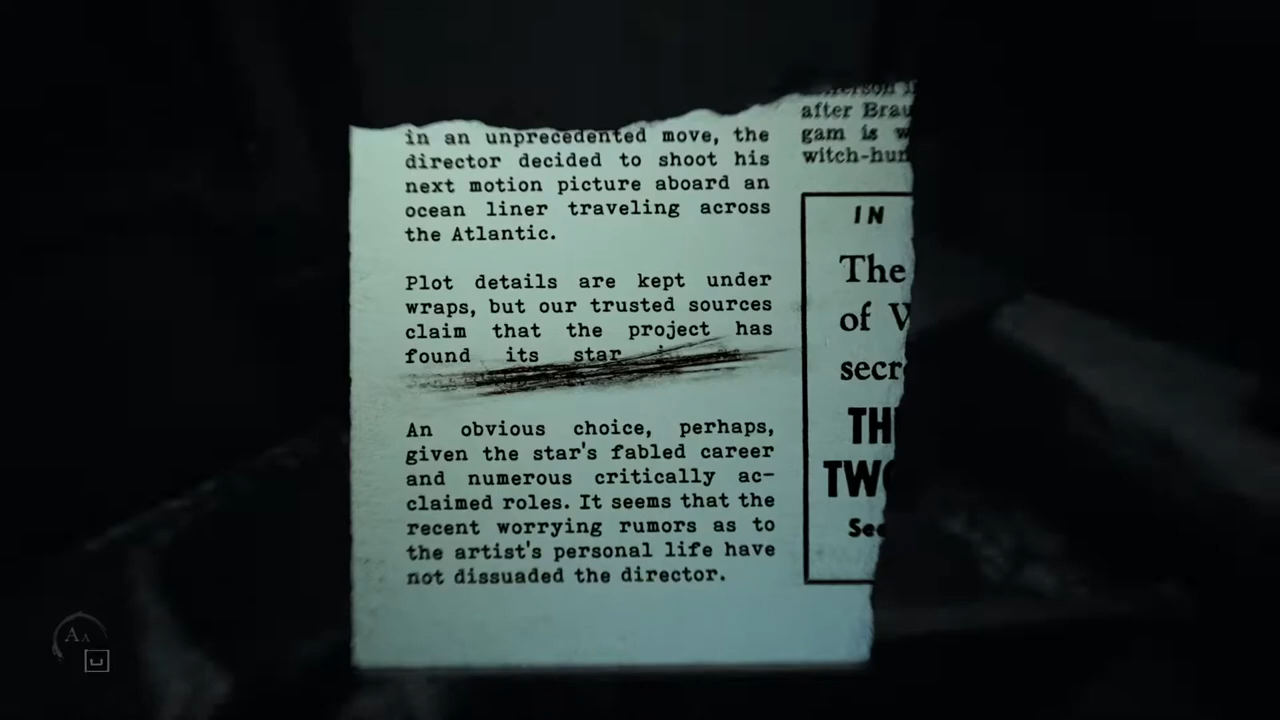 in an unprecedented move, the
director decided to shoot his
next motion picture aboard an
ocean liner traveling across
the Atlantic.
Plot details are kept under
wraps, but our trusted sources
claim that the project has
found its star
An obvious choice, perhaps,
given the star's fabled career
and numerous critically ac-
claimed roles. It seems that the
recent worrying rumors as to
the artist's personal life have
not dissuaded the director.
after Brau
gam is w
witch-hun
IN
The
of W
secr
TH
TWO
See
AA